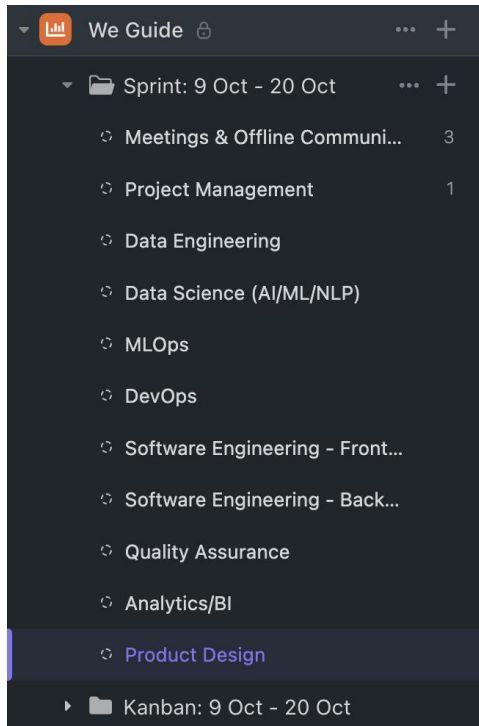 We Guide
Sprint: 9 Oct - 20 Oct
Meetings & Offline Communi... 3
Project Management 1
Data Engineering
Data Science (AI/ML/NLP)
MLOps
DevOps
Software Engineering - Front...
Software Engineering - Back...
Quality Assurance
Analytics/BI
Product Design
Kanban: 9 Oct - 20 Oct